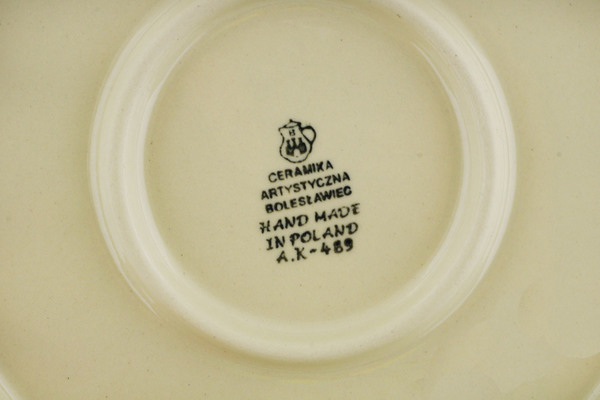 CERAMIKA
ARTYSTYCZNA
BOLESŁAWIEC
HAND MADE
IN POLAND
A.K-489